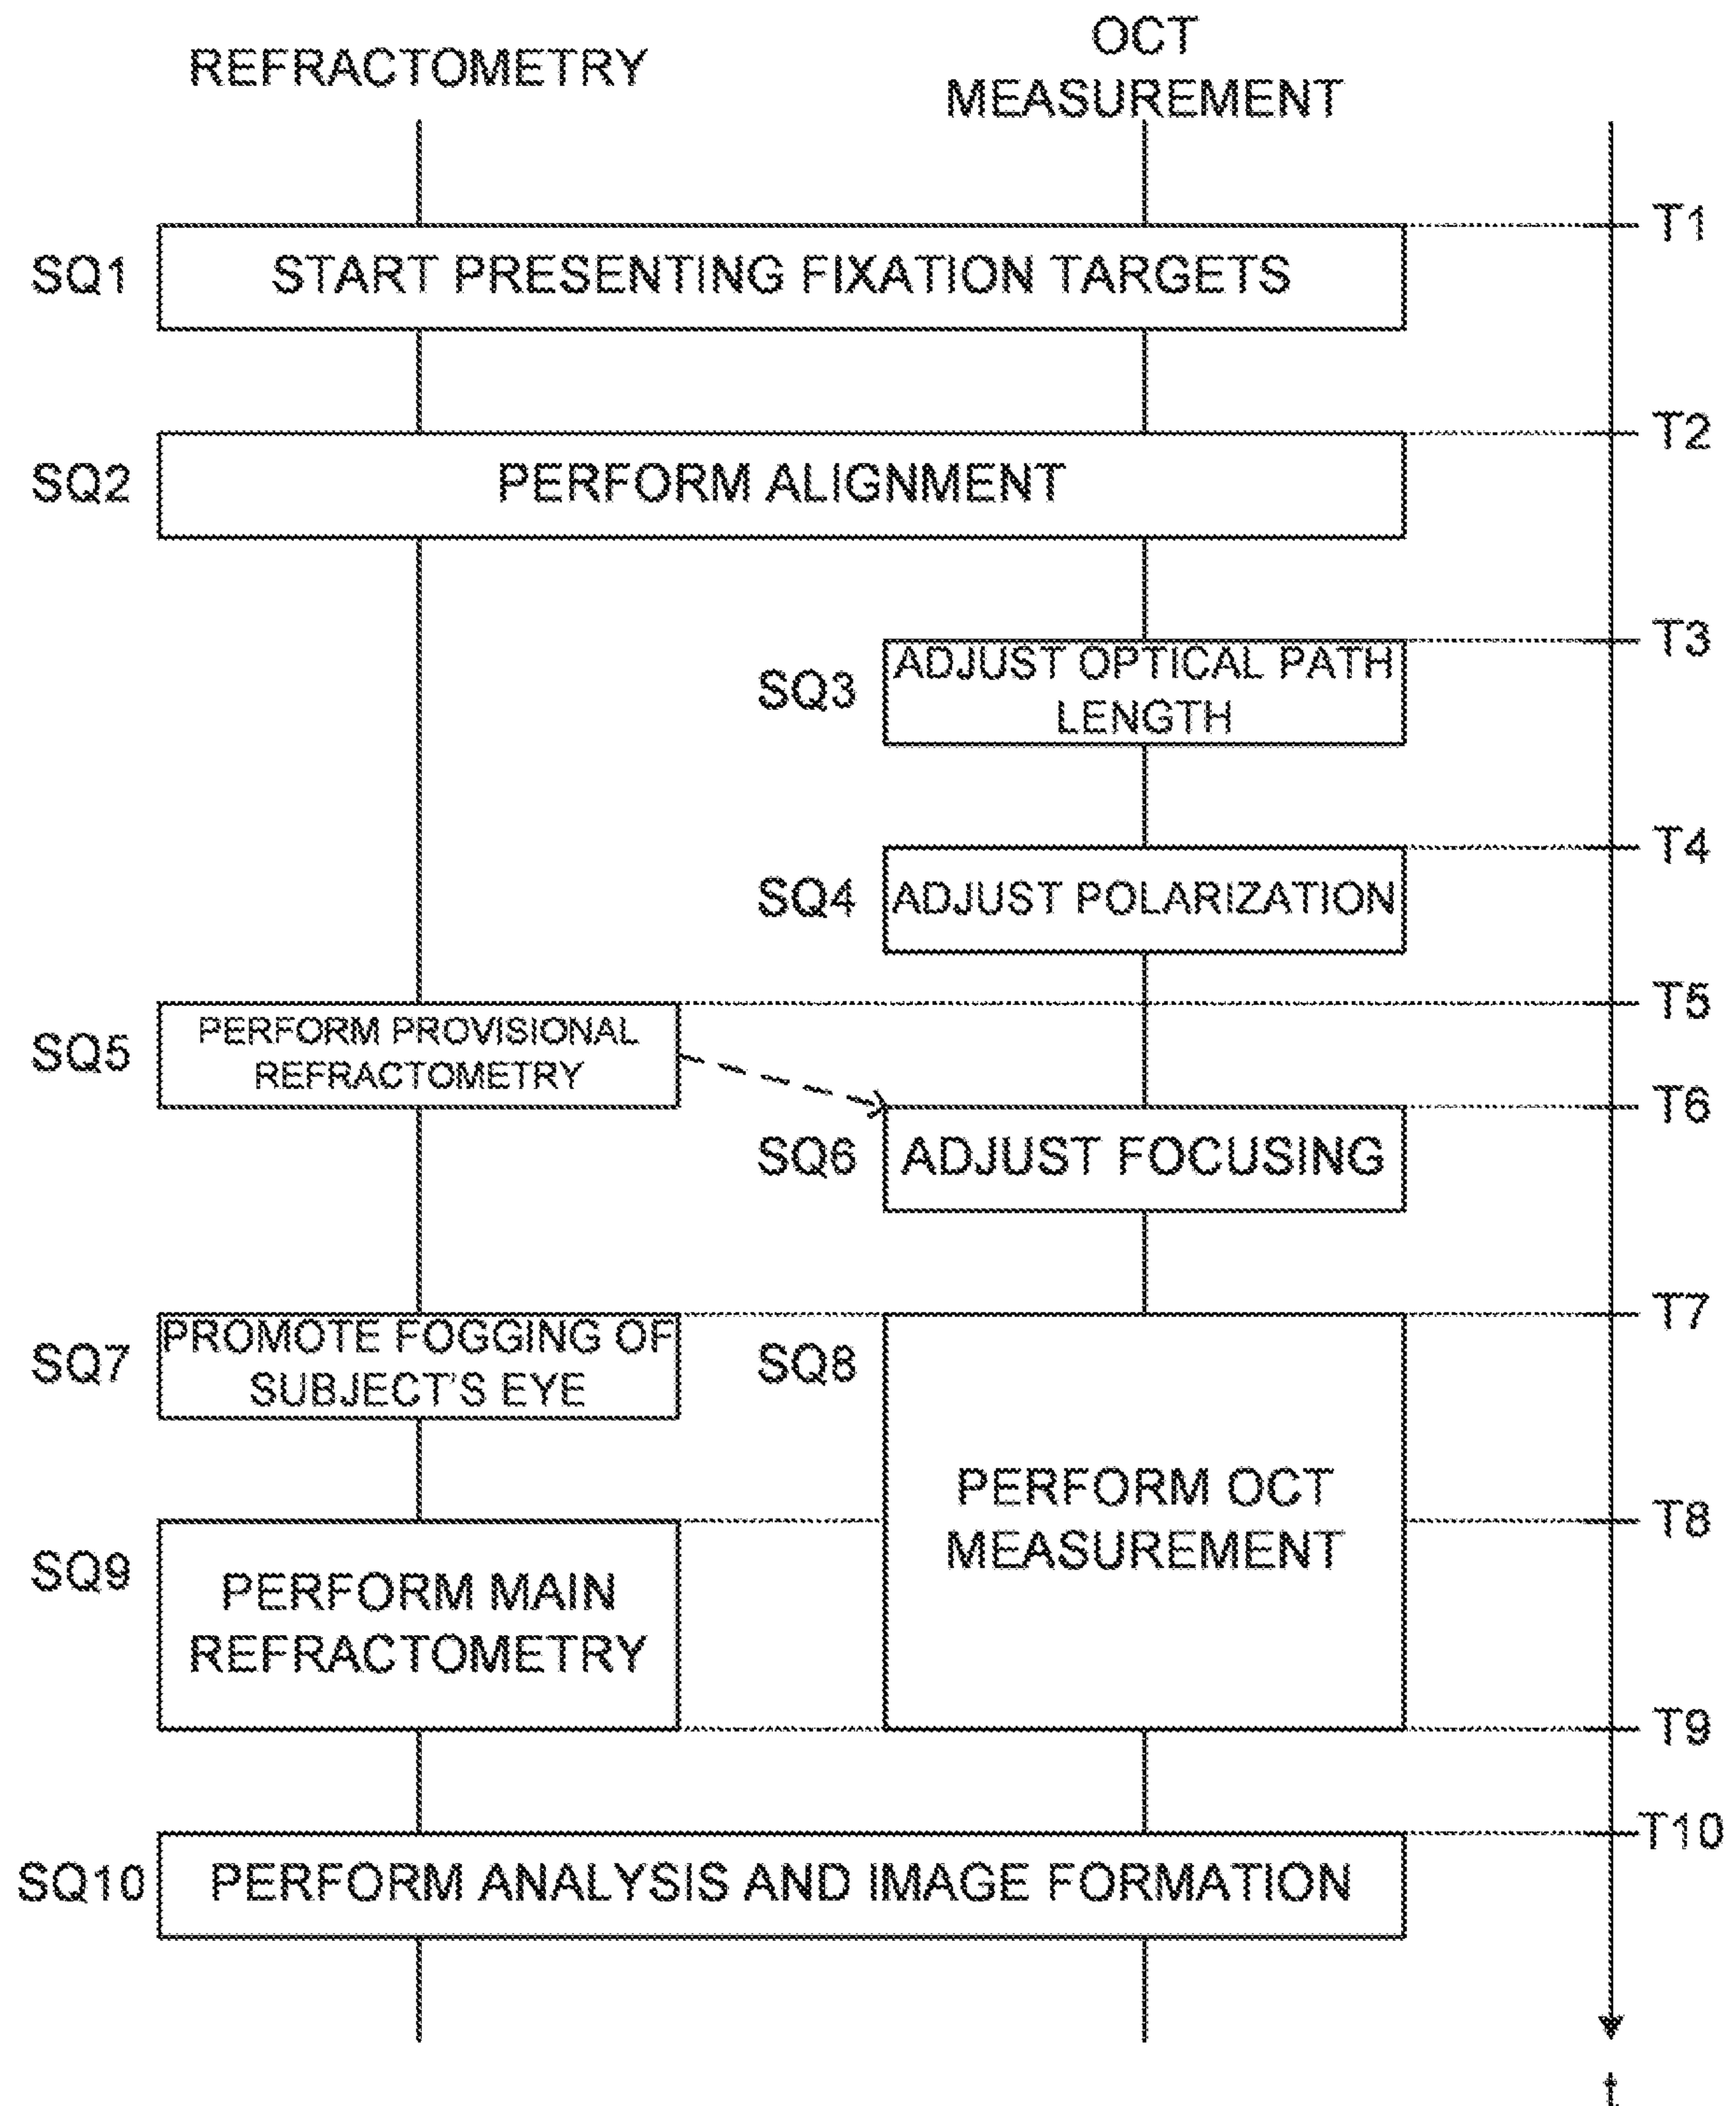 REFRACTOMETRY
OCT
MEASUREMENT
T1
SQ1
START PRESENTING FIXATION TARGETS
T2
SQ2
PERFORM ALIGNMENT
T3
SQ3
ADJUST OPTICAL PATH
LENGTH
T4
SQ4
ADJUST POLARIZATION
T5
SQ5
PERFORM PROVISIONAL
REFRACTOMETRY
T6
SQ6
ADJUST FOCUSING
T7
SQ7
PROMOTE FOGGING OF
SUBJECT'S EYE
SQ8
PERFORM OCT
MEASUREMENT
T8
SQ9
PERFORM MAIN
REFRACTOMETRY
T9
T10
SQ10
PERFORM ANALYSIS AND IMAGE FORMATION
t